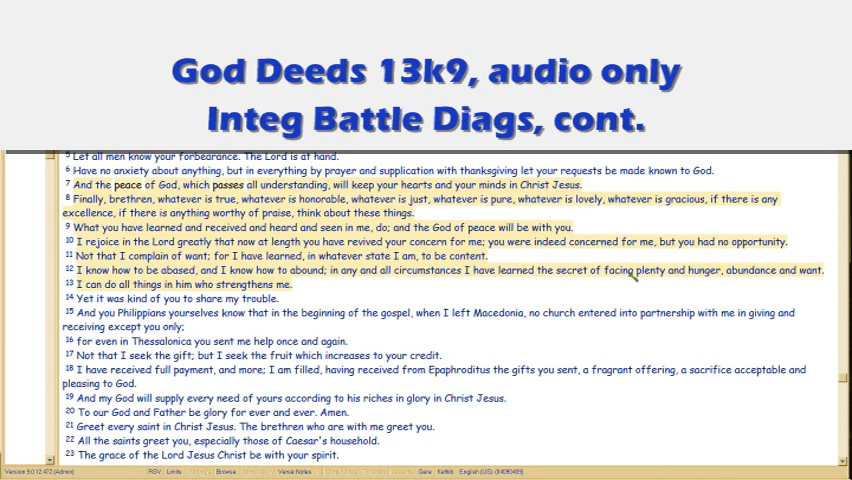 God Deeds 13k9, audio only
Integ Battle Diags, cont.
5 Let all men know your forbearance. The Lord is at hand.
6 Have no anxiety about anything, but in everything by prayer and supplication with thanksgiving let your requests be made known to God.
7 And the peace of God, which passes all understanding, will keep your hearts and your minds in Christ Jesus.
8 Finally, brethren, whatever is true, whatever is honorable, whatever is just, whatever is pure, whatever is lovely, whatever is gracious, if there is any
excellence, if there is anything worthy of praise, think about these things.
9 What you have learned and received and heard and seen in me, do; and the God of peace will be with you.
10 I rejoice in the Lord greatly that now at length you have revived your concern for me; you were indeed concerned for me, but you had no opportunity.
11 Not that I complain of want; for I have learned, in whatever state I am, to be content.
12 I know how to be abased, and I know how to abound; in any and all circumstances I have learned the secret of facing plenty and hunger, abundance and want.
13 I can do all things in him who strengthens me.
14 Yet it was kind of you to share my trouble.
15 And you Philippians yourselves know that in the beginning of the gospel, when I left Macedonia, no church entered into partnership with me in giving and
receiving except you only;
16 for even in Thessalonica you sent me help once and again.
17 Not that I seek the gift; but I seek the fruit which increases to your credit.
18 I have received full payment, and more; I am filled, having received from Epaphroditus the gifts you sent, a fragrant offering, a sacrifice acceptable and
pleasing to God.
19 And my God will supply every need of yours according to his riches in glory in Christ Jesus.
20 To our God and Father be glory for ever and ever. Amen.
21 Greet every saint in Christ Jesus. The brethren who are with me greet you.
22 All the saints greet you, especially those of Caesar's household.
23 The grace of the Lord Jesus Christ be with your spirit.
Version 9.0.12.472 (Admin) Limits Browse Verse Notes English (US)